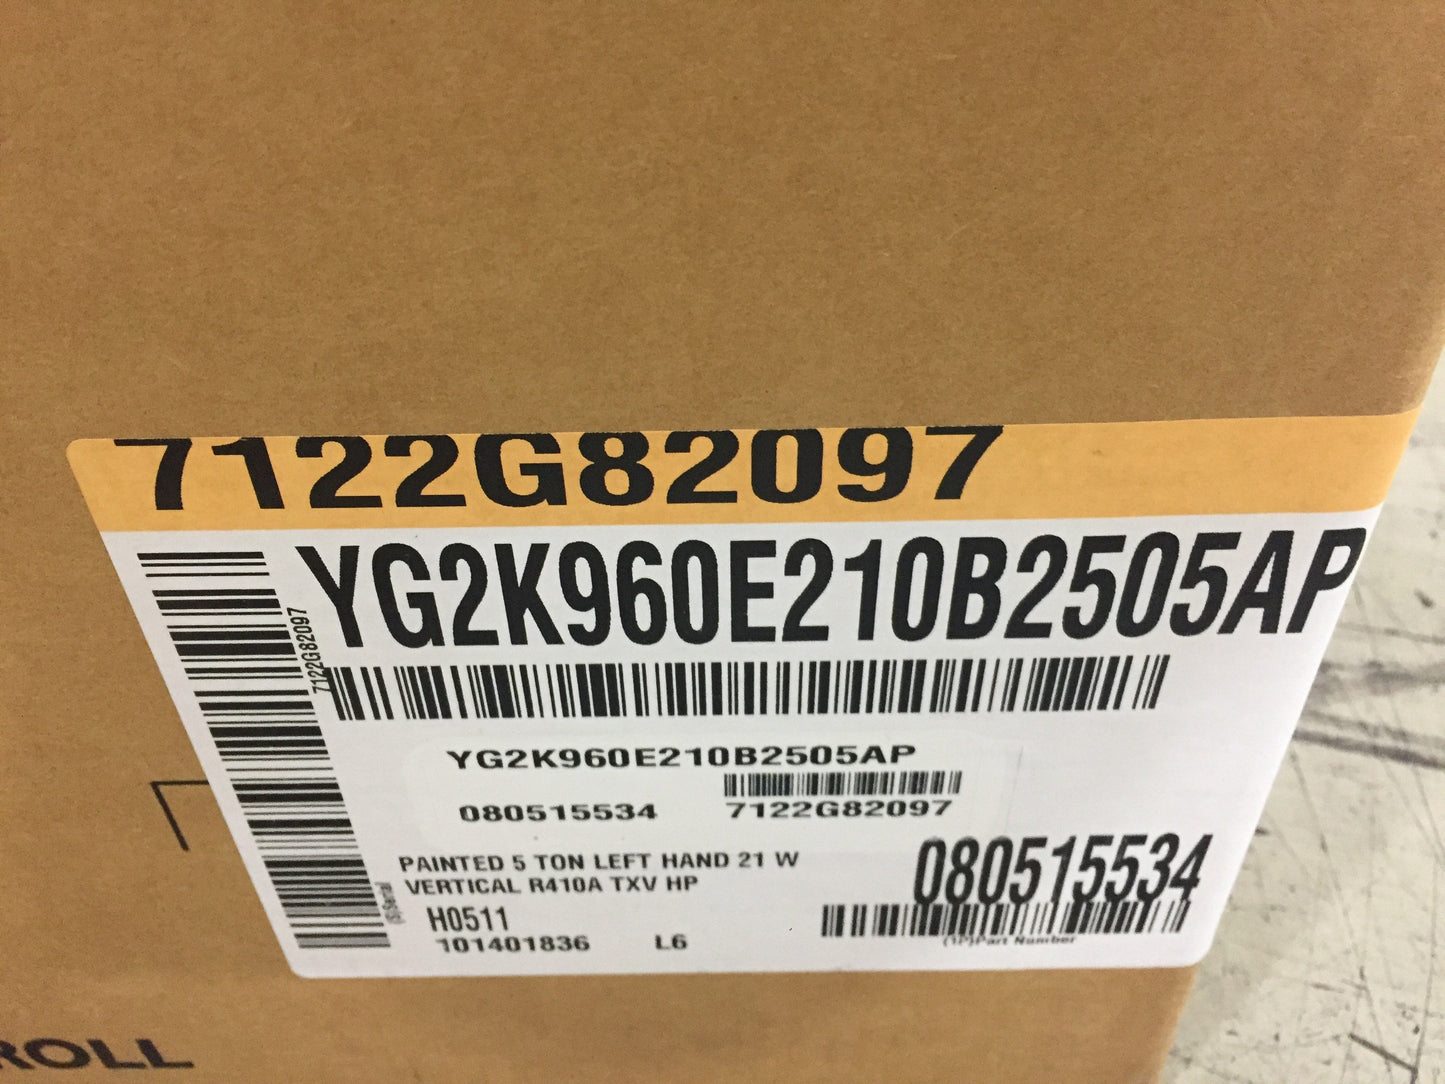 7122G82097
YG2K960E210B2505AP
7122G82097
YG2K960E210B2505AP
080515534 7122G82097
PAINTED 5 TON LEFT HAND 21 W
VERTICAL R410A TXV HP
080515534
H0511
101401836 L6
(S)Serial
(1P)Part Number
ROLL